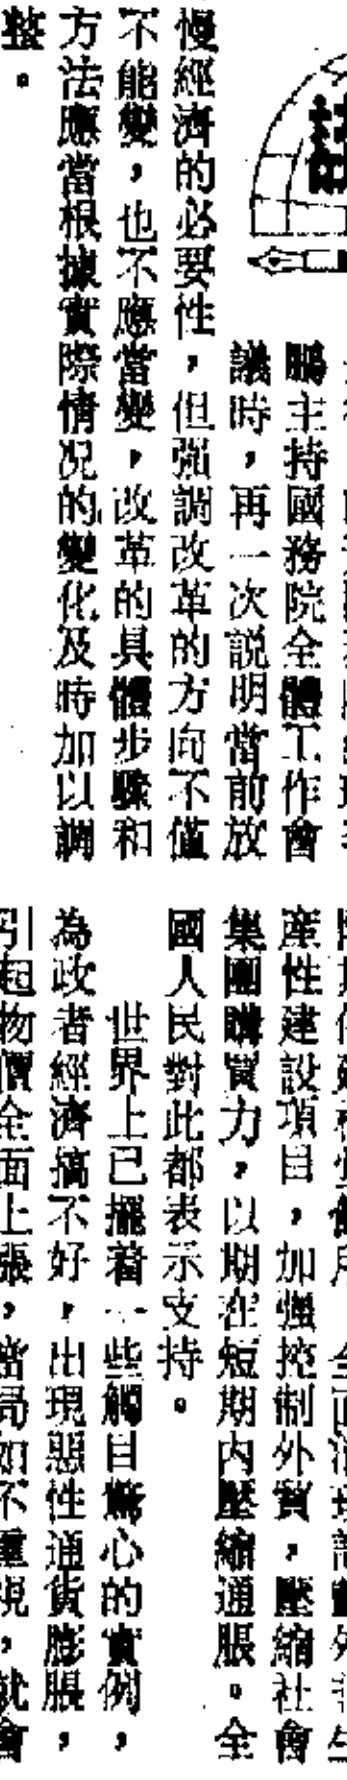 鵬主持國務院全體工作會
議時，再一次説明當前放
慢經濟的必要性，但强調改革的方向不僅
不能變，也不應當變，改革的具體步驟和
方法應當根據實際情况的變化及時加以調
整。
産性建設項目，加强控制外貿，壓縮社會
集團購買力，以期在短期内壓縮通脹。全
國人民對此都表示支持。
世界上已擺着一些觸目驚心的實例，
為政者經濟搞不好，出現惡性通貨膨脹，
引起物價全面上漲，當局如不重視，就會